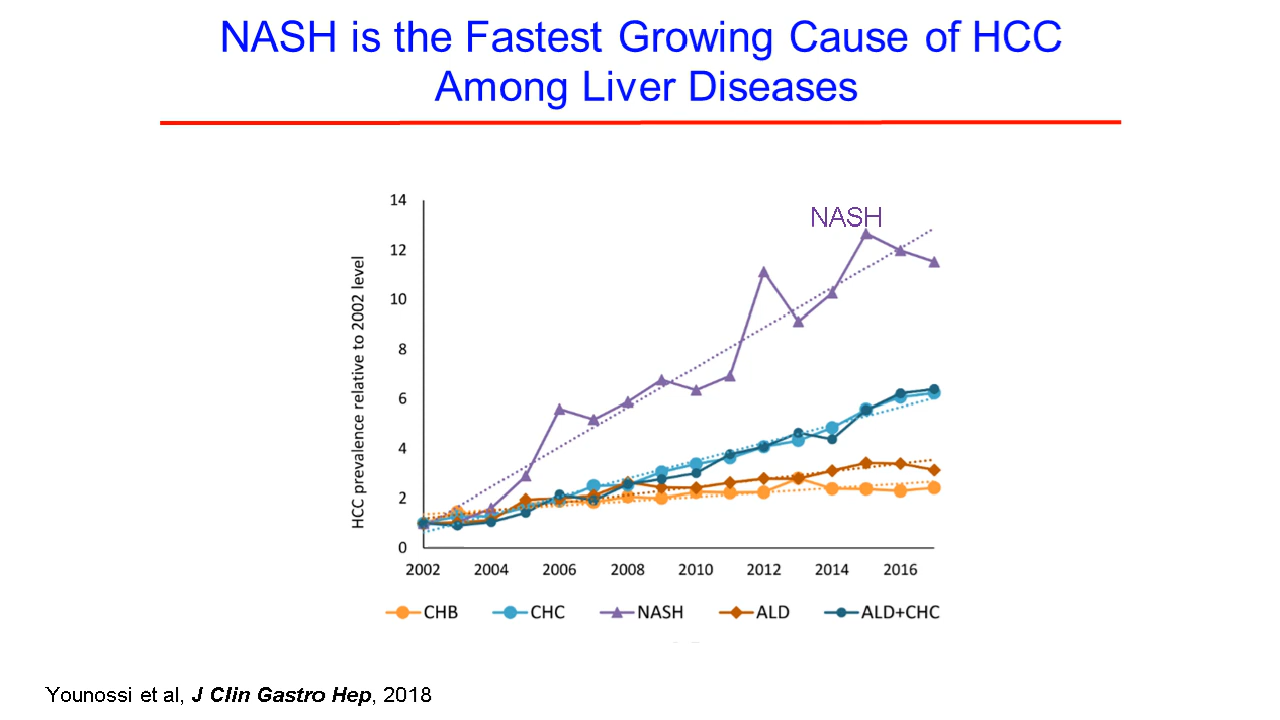 NASH is the Fastest Growing Cause of HCC
Among Liver Diseases
NASH
HCC prevalence relative to 2002 level
14
12
10
8
6
4
2
0
2002 2004 2006 2008 2010 2012 2014 2016
CHB CHC NASH ALD ALD+CHC
Younossi et al, J Clin Gastro Hep, 2018